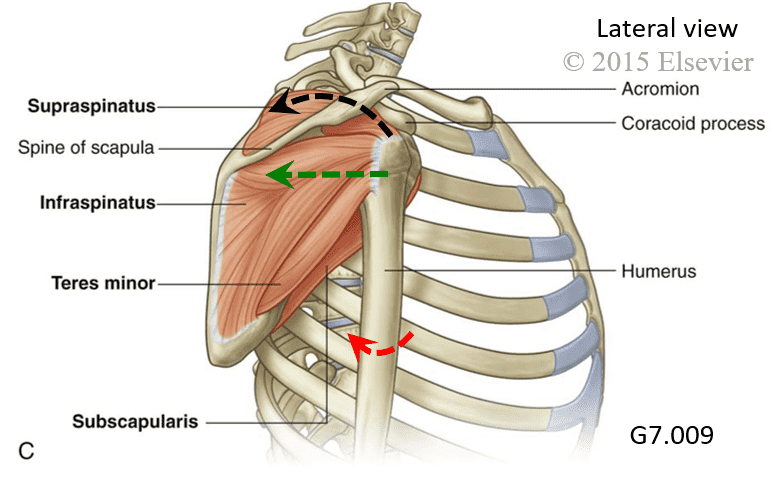 Lateral view
© 2015 Elsevier
Supraspinatus
Acromion
Coracoid process
Spine of scapula
Infraspinatus
Teres minor
Humerus
Subscapularis
G7.009
C